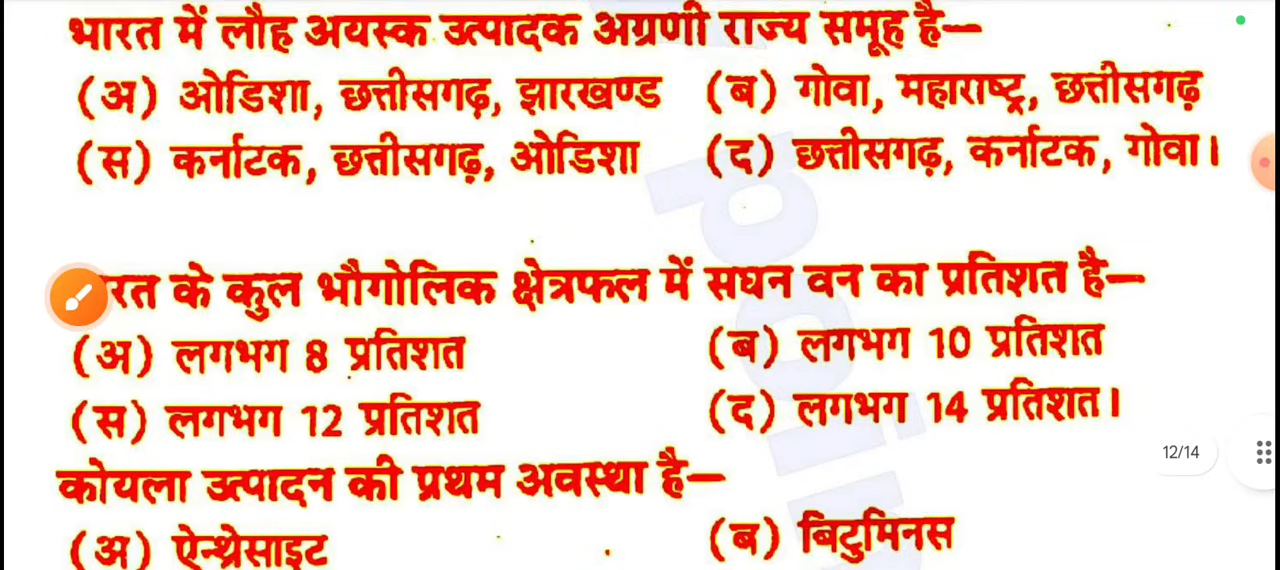 भारत में लौह अयस्क उत्पादक अग्रणी राज्य समूह है—
(अ) ओडिशा, छत्तीसगढ़, झारखण्ड (ब) गोवा, महाराष्ट्र, छत्तीसगढ़
(स) कर्नाटक, छत्तीसगढ़, ओडिशा (द) छत्तीसगढ़, कर्नाटक, गोवा।
रत के कुल भौगोलिक क्षेत्रफल में सघन वन का प्रतिशत है—
(अ) लगभग 8 प्रतिशत (ब) लगभग 10 प्रतिशत
(स) लगभग 12 प्रतिशत (द) लगभग 14 प्रतिशत।
12/14
कोयला उत्पादन की प्रथम अवस्था है—
(अ) ऐन्थ्रेसाइट (ब) बिटुमिनस